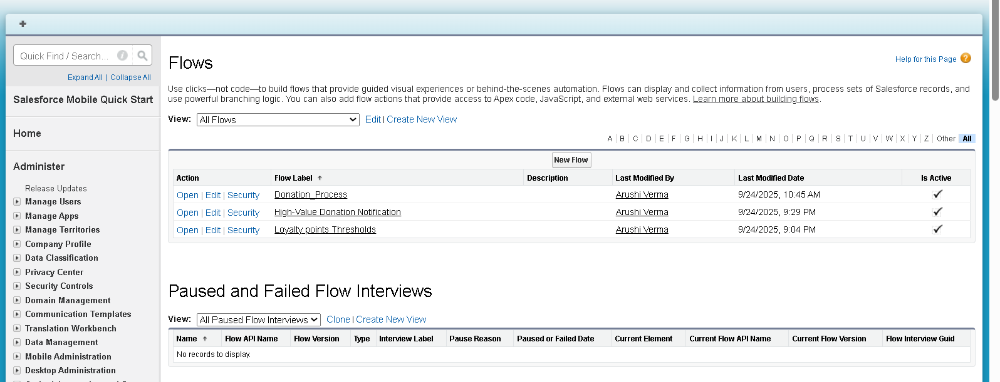 Quick Find / Search...
Expand All | Collapse All
Salesforce Mobile Quick Start
Home
Administer
Release Updates
Manage Users
Manage Apps
Manage Territories
Company Profile
Data Classification
Privacy Center
Security Controls
Domain Management
Communication Templates
Translation Workbench
Data Management
Mobile Administration
Desktop Administration
Flows
Help for this Page ?
Use clicks—not code—to build flows that provide guided visual experiences or behind-the-scenes automation. Flows can display and collect information from users, process sets of Salesforce records, and
use powerful branching logic. You can also add flow actions that provide access to Apex code, JavaScript, and external web services. Learn more about building flows.
View: All Flows Edit | Create New View
A | B | C | D | E | F | G | H | I | J | K | L | M | N | O | P | Q | R | S | T | U | V | W | X | Y | Z | Other | All
New Flow
Action Flow Label Description Last Modified By Last Modified Date Is Active
Open | Edit | Security Donation_Process Arushi Verma 9/24/2025, 10:45 AM
Open | Edit | Security High-Value Donation Notification Arushi Verma 9/24/2025, 9:29 PM
Open | Edit | Security Loyalty points Thresholds Arushi Verma 9/24/2025, 9:04 PM
Paused and Failed Flow Interviews
View: All Paused Flow Interviews Clone | Create New View
Name Flow API Name Flow Version Type Interview Label Pause Reason Paused or Failed Date Current Element Current Flow API Name Current Flow Version Flow Interview Guid
No records to display.